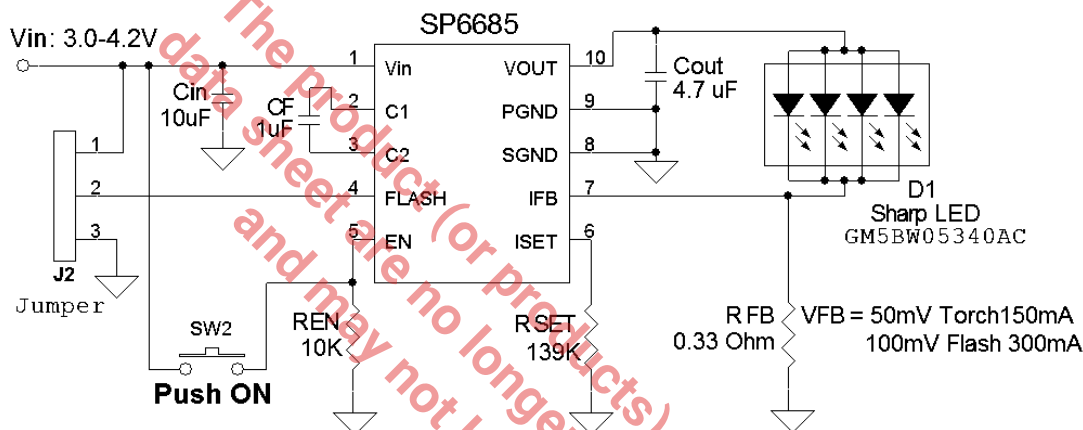 SP6685
Vin: 3.0-4.2V
Cin
10uF
CF
1uF
1
2
3
4
5
Vin
C1
C2
FLASH
EN
VOUT
PGND
SGND
IFB
ISET
10
9
8
7
6
Cout
4.7 uF
D1
Sharp LED
GM5BW05340AC
1
2
3
J2
Jumper
SW2
Push ON
REN
10K
RSET
139K
RFB
0.33 Ohm
VFB = 50mV Torch150mA
100mV Flash 300mA
The product (or products)
data sheet are no longer
and may not